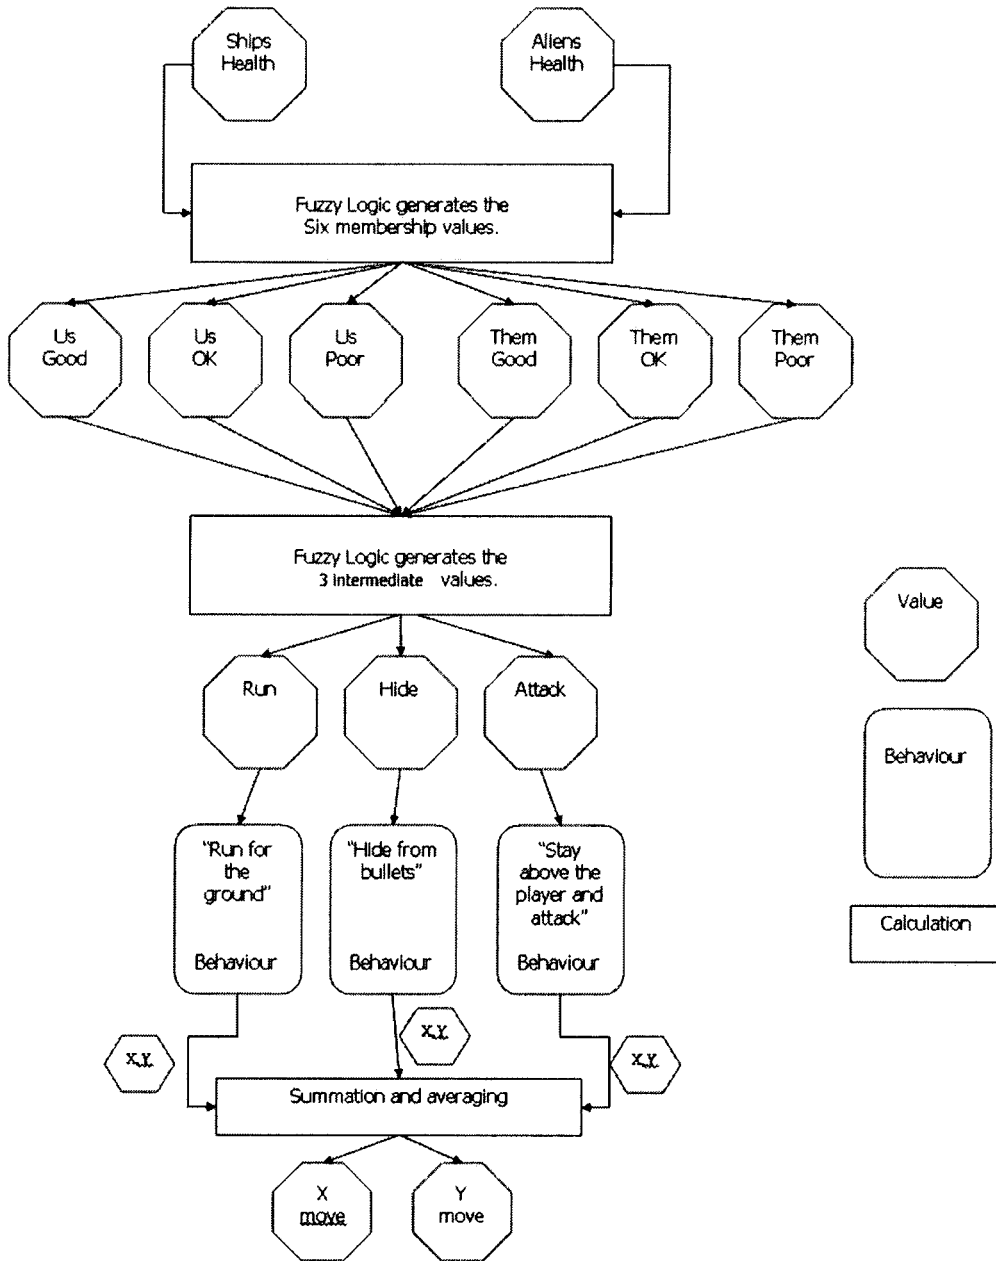 Ships
Health
Aliens
Health
Fuzzy Logic generates the
Six membership values.
Us
Good
Us
OK
Us
Poor
Them
Good
Them
OK
Them
Poor
Fuzzy Logic generates the
3 intermediate values.
Run
Hide
Attack
Value
Behaviour
Calculation
"Run for
the
ground"
Behaviour
"Hide from
bullets"
Behaviour
"Stay
above the
player and
attack"
Behaviour
X,Y
X,Y
X,Y
Summation and averaging
X
move
Y
move